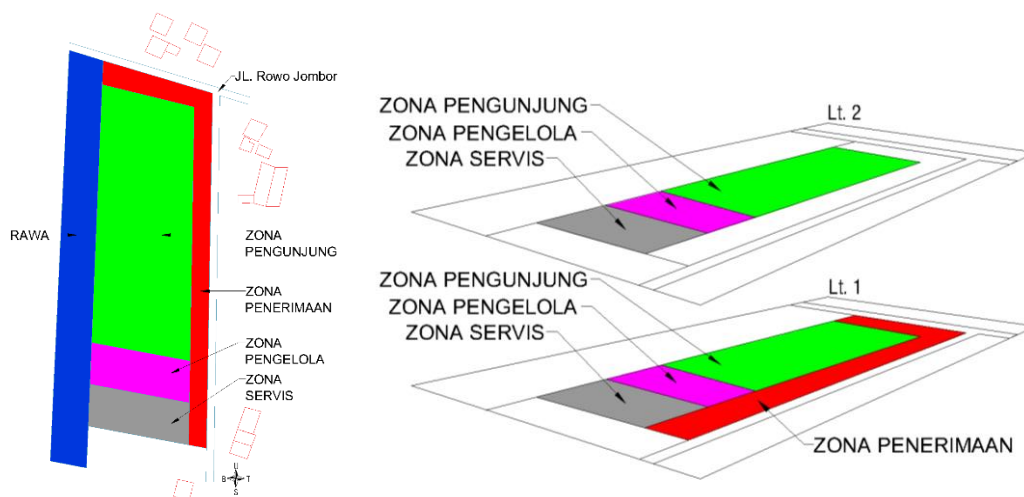 JL. Rowo Jombor
RAWA
ZONA
PENGUNJUNG
ZONA
PENERIMAAN
ZONA
PENGELOLA
ZONA
SERVIS
U
B T
S
Lt. 2
ZONA PENGUNJUNG
ZONA PENGELOLA
ZONA SERVIS
Lt. 1
ZONA PENGUNJUNG
ZONA PENGELOLA
ZONA SERVIS
ZONA PENERIMAAN